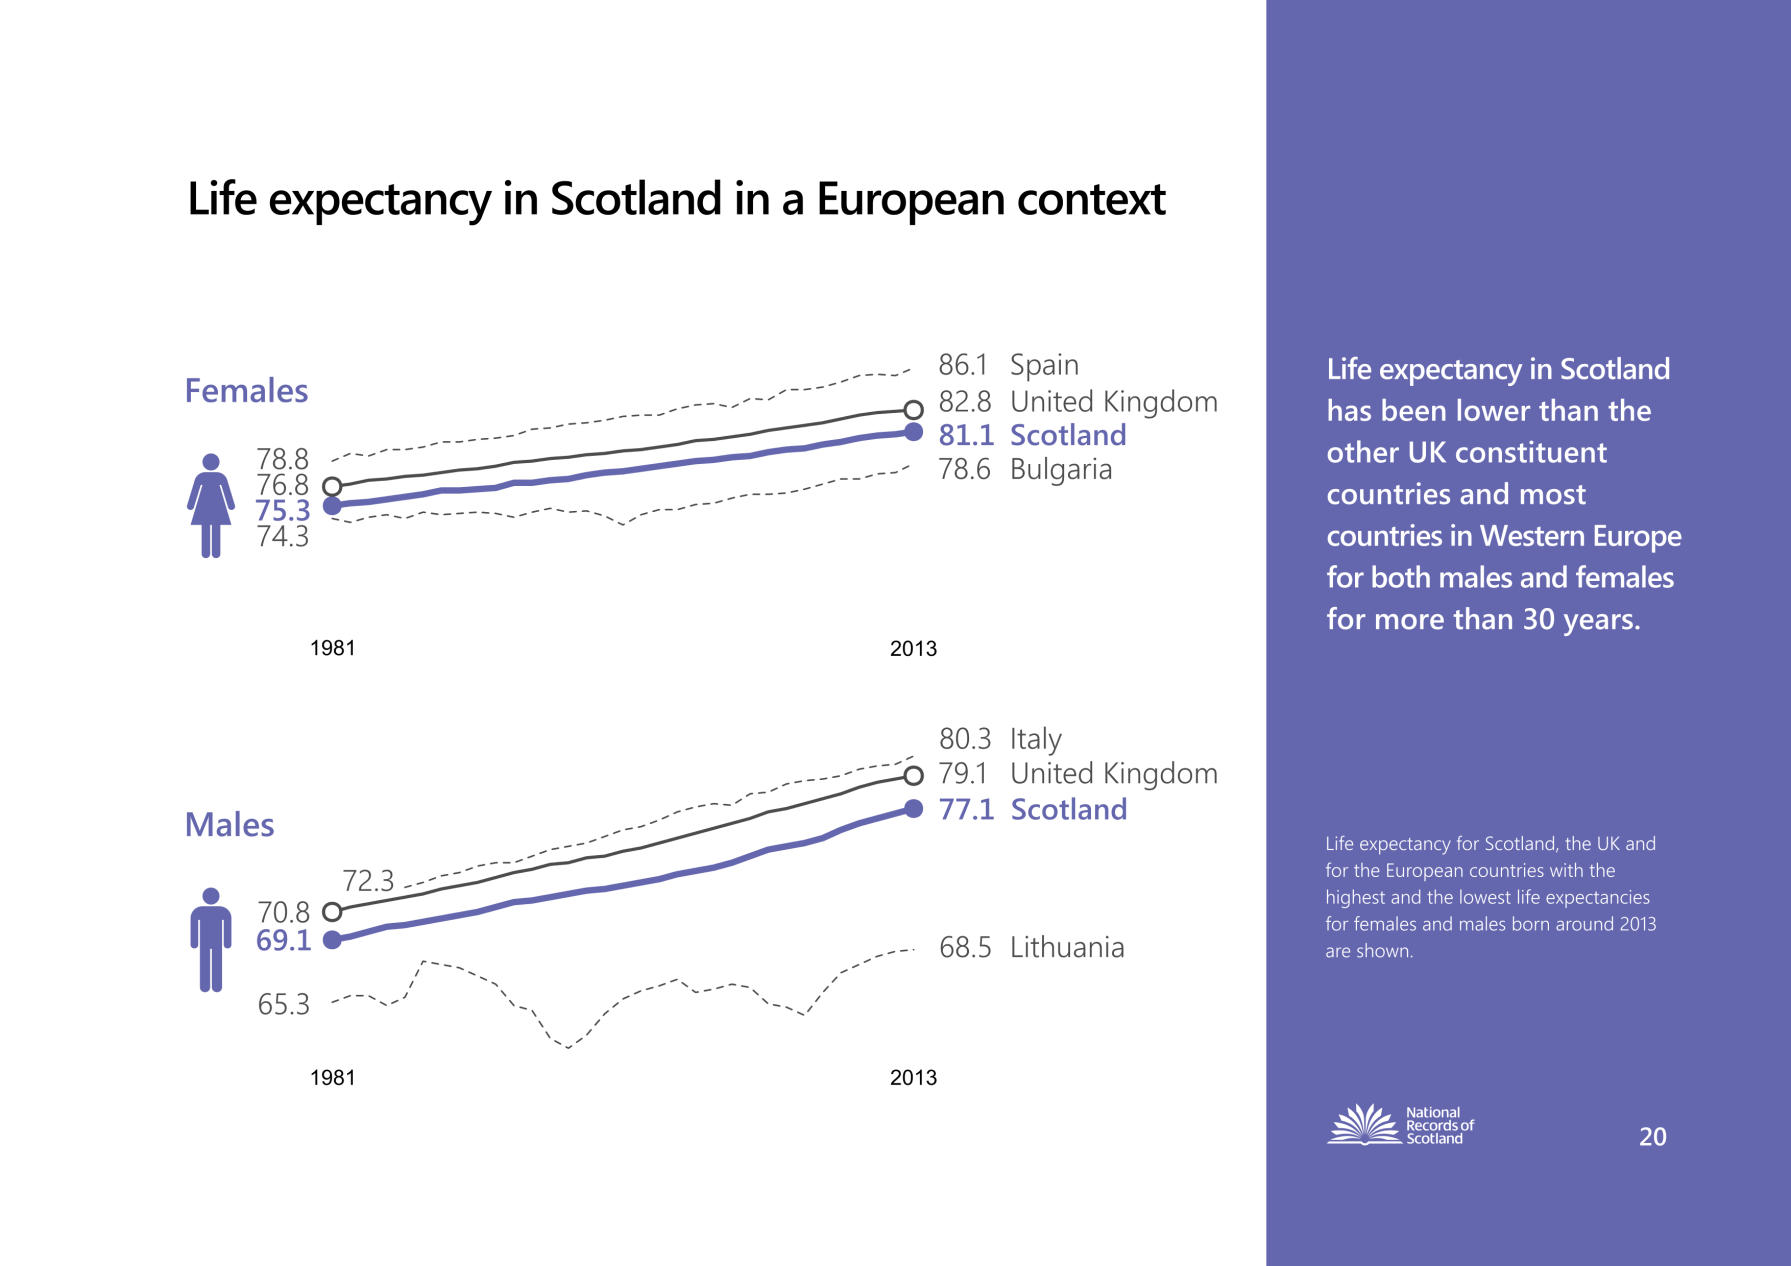 Life expectancy in Scotland in a European context
Females
78.8
76.8
75.3
74.3
86.1 Spain
82.8 United Kingdom
81.1 Scotland
78.6 Bulgaria
1981
2013
Males
72.3
70.8
69.1
65.3
80.3 Italy
79.1 United Kingdom
77.1 Scotland
68.5 Lithuania
1981
2013
Life expectancy in Scotland
has been lower than the
other UK constituent
countries and most
countries in Western Europe
for both males and females
for more than 30 years.
Life expectancy for Scotland, the UK and
for the European countries with the
highest and the lowest life expectancies
for females and males born around 2013
are shown.
National
Records of
Scotland
20